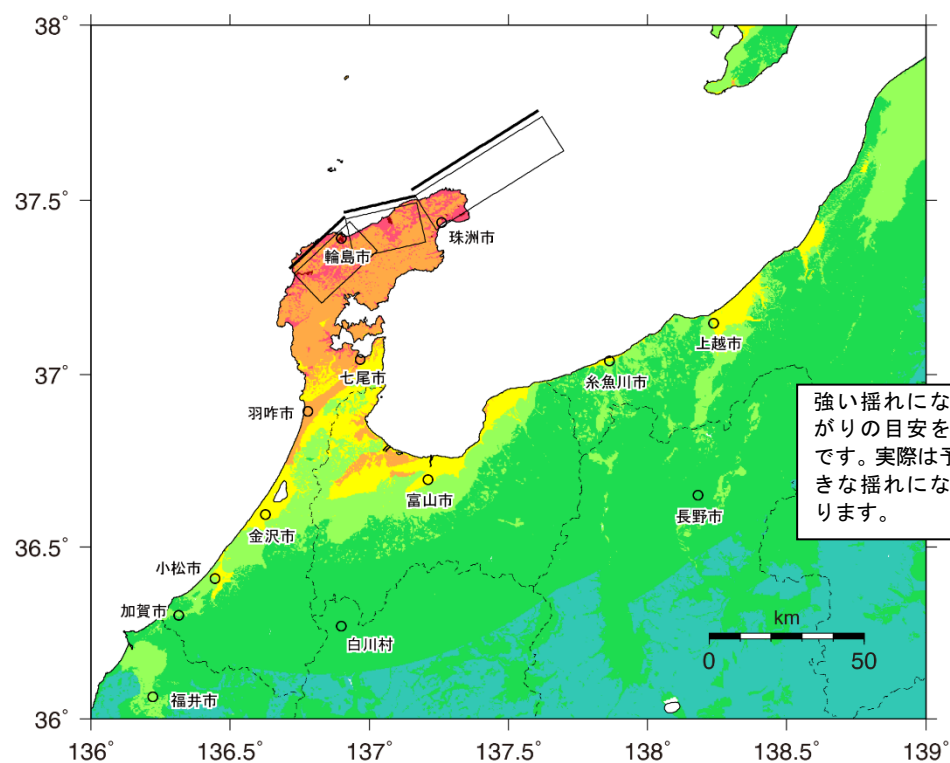 38
37.5°
37°
36.5°
36°
136°
136.5°
137°
137.5°
138°
138.5°
139°
輪島市
珠洲市
七尾市
羽咋市
上越市
糸魚川市
富山市
長野市
金沢市
小松市
加賀市
白川村
福井市
強い揺れにな
がりの目安を
です。実際は予
きな揺れにな
ります。
km
0
50